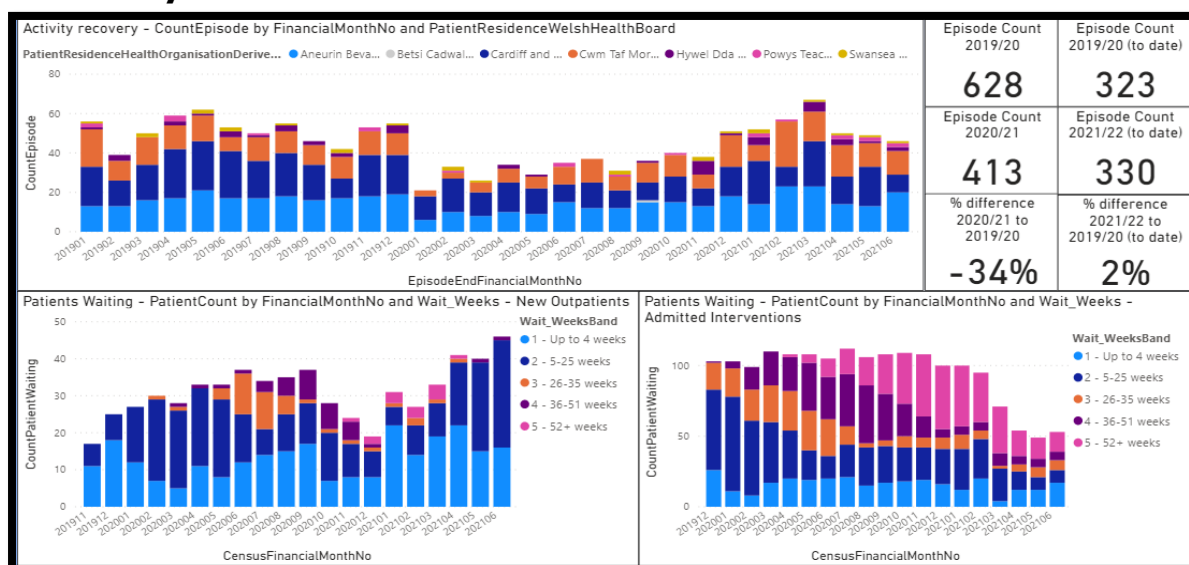 Activity recovery - CountEpisode by FinancialMonthNo and PatientResidenceWelshHealthBoard
PatientResidenceHealthOrganisationDerive... Aneurin Beva... Betsi Cadwal... Cardiff and ... Cwm Taf Mor... Hywel Dda ... Powys Teac... Swansea ...
CountEpisode
80
60
40
20
0
201901 201902 201903 201904 201905 201906 201907 201908 201909 201910 201911 201912 202001 202002 202003 202004 202005 202006 202007 202008 202009 202010 202011 202012 202101 202102 202103 202104 202105 202106
EpisodeEndFinancialMonthNo
Episode Count
2019/20
628
Episode Count
2019/20 (to date)
323
Episode Count
2020/21
413
Episode Count
2021/22 (to date)
330
% difference
2020/21 to
2019/20
-34%
% difference
2021/22 to
2019/20 (to date)
2%
Patients Waiting - PatientCount by FinancialMonthNo and Wait_Weeks - New Outpatients
CountPatientWaiting
50
40
30
20
10
0
201911 201912 202001 202002 202003 202004 202005 202006 202007 202008 202009 202010 202011 202012 202101 202102 202103 202104 202105 202106
CensusFinancialMonthNo
Wait_WeeksBand
1 - Up to 4 weeks
2 - 5-25 weeks
3 - 26-35 weeks
4 - 36-51 weeks
5 - 52+ weeks
Patients Waiting - PatientCount by FinancialMonthNo and Wait_Weeks -
Admitted Interventions
CountPatientWaiting
100
50
0
201912 202001 202002 202003 202004 202005 202006 202007 202008 202009 202010 202011 202012 202101 202102 202103 202104 202105 202106
CensusFinancialMonthNo
Wait_WeeksBand
1 - Up to 4 weeks
2 - 5-25 weeks
3 - 26-35 weeks
4 - 36-51 weeks
5 - 52+ weeks